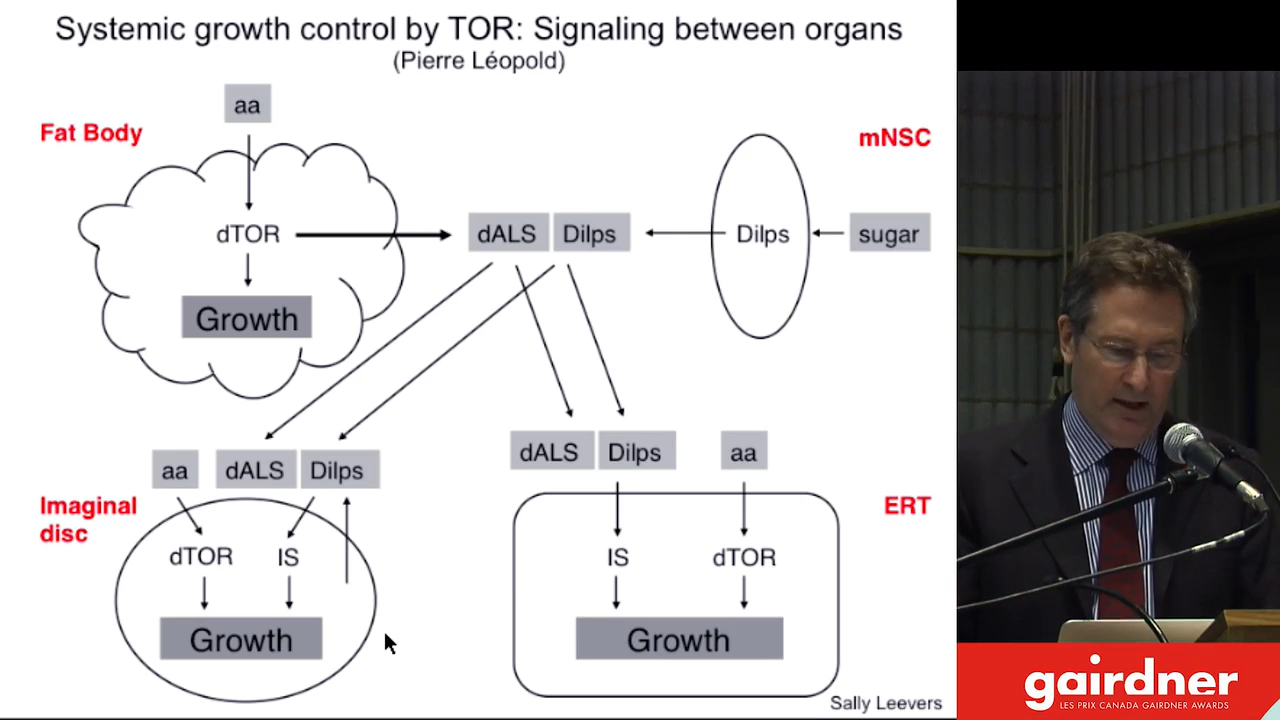 Systemic growth control by TOR: Signaling between organs
(Pierre Léopold)
aa
Fat Body
mNSC
dTOR
dALS Dilps
Dilps
sugar
Growth
aa dALS Dilps
dALS Dilps aa
Imaginal
disc
ERT
dTOR IS
IS dTOR
Growth
Growth
Sally Leevers
gairdner
LES PRIX CANADA GAIRDNER AWARDS